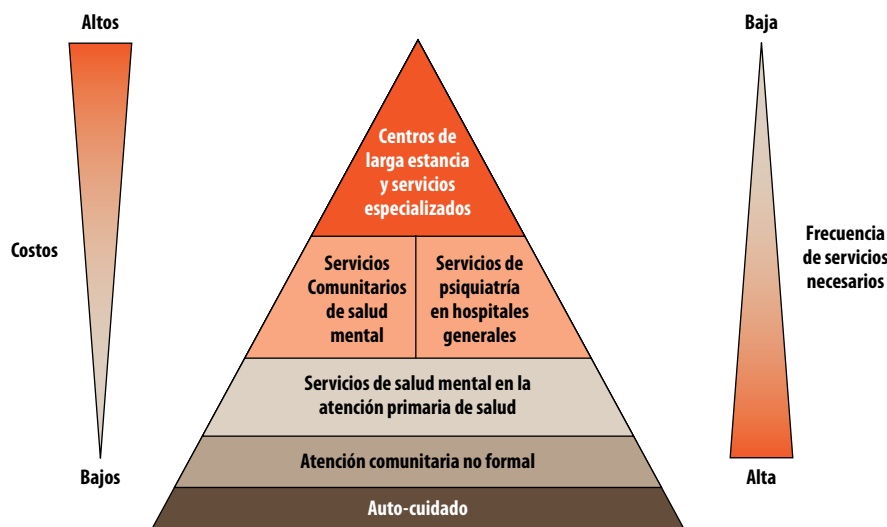 Altos
Baja
Centros de
larga estancia
y servicios
especializados
Costos
Frecuencia
de servicios
necesarios
Servicios
Comunitarios
de salud
mental
Servicios de
psiquiatría
en hospitales
generales
Servicios de salud mental en la
atención primaria de salud
Atención comunitaria no formal
Bajos
Alta
Auto-cuidado